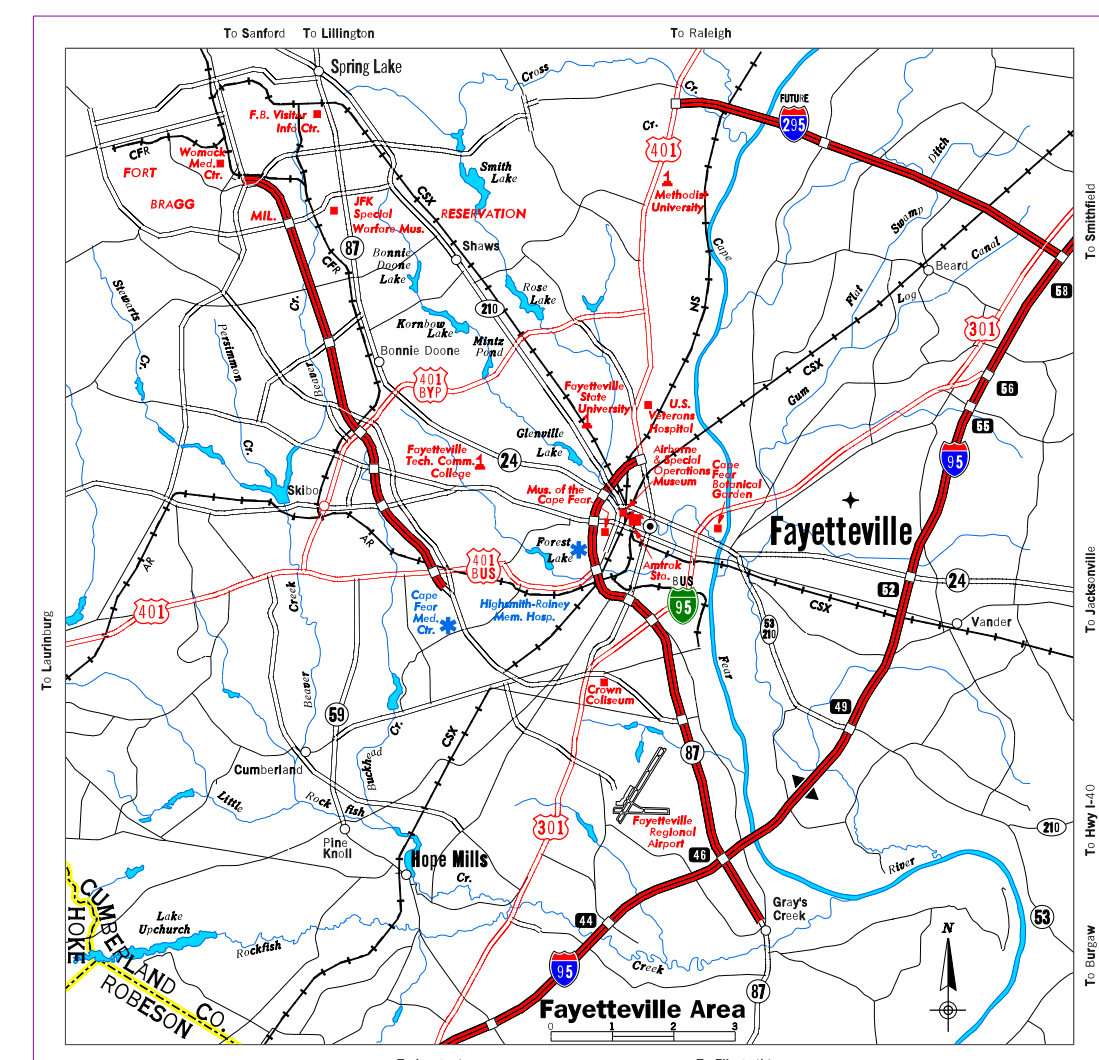 To Sanford
To Lillington
To Raleigh
Spring Lake
Cross
Cr.
FUTURE
295
F.B. Visitor
Info Ctr.
CFR
Womack
Med.
Ctr.
FORT
BRAGG
MIL.
RESERVATION
JFK
Special
Warfare Mus.
Smith
Lake
CSX
Cr.
401
Methodist
University
Ditch
Swamp
Canal
Flat
Log
Beard
To Smithfield
87
CFR
Bonnie
Doone
Lake
Shaws
Rose
Lake
210
NS
Cape
58
301
Stewarts
Cr.
Persimmon
Cr.
Cr.
Beaver
Kornbow
Lake
Mintz
Pond
Bonnie Doone
401
BYP
CSX
Gum
56
55
95
Fayetteville
State
University
U.S.
Veterans
Hospital
Glenville
Lake
Fayetteville
Tech. Comm.
College
24
Airborne
& Special
Operations
Museum
Cape
Fear
Botanical
Garden
Mus. of the
Cape Fear
Skibo
AR
AR
Forest
Lake
Fayetteville
Amtrak
Sta.
401
BUS
BUS
95
52
24
CSX
Vander
To Jacksonville
401
Creek
Cape
Fear
Med.
Ctr.
Highsmith-Rainey
Mem. Hosp.
53
210
To Laurinburg
Beaver
59
Cr.
Crown
Coliseum
Fear
49
CSX
87
Cumberland
Buckhead
Little
Rock
fish
Pine
Knoll
Hope Mills
Cr.
301
Fayetteville
Regional
Airport
46
River
210
To Hwy I-40
Gray's
Creek
53
To Burgaw
CUMBERLAND CO.
HOKE
ROBESON
Lake
Upchurch
Rockfish
44
95
Creek
87
N
Fayetteville Area
0 1 2 3